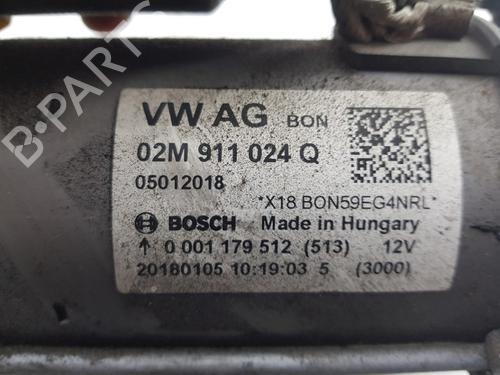 VW AG BON
02M 911 024 Q
05012018
*X18 BON59EG4NRL*
BOSCH Made in Hungary
↑ 0 001 179 512 (513) 12V
20180105 10:19:03 5 (3000)
B-PARTS